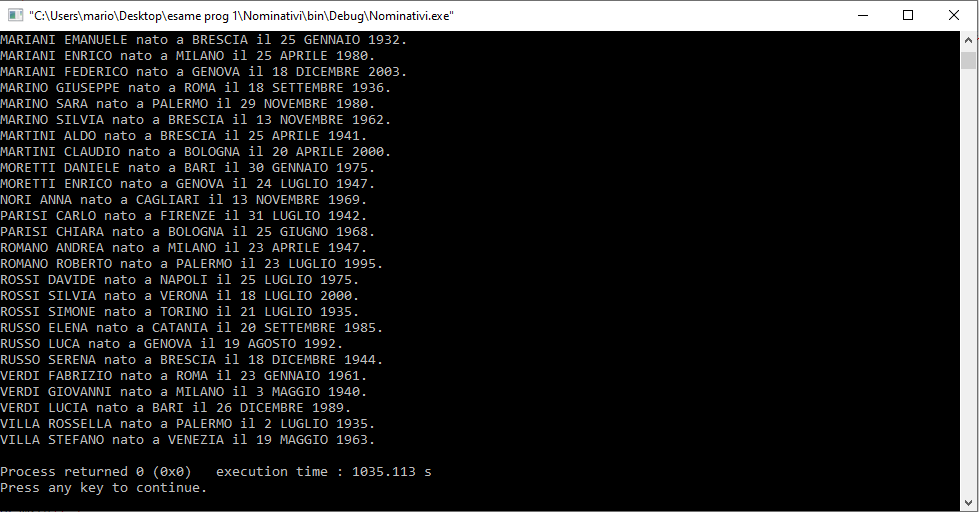 "C:\Users\mario\Desktop\esame prog 1\Nominativi\bin\Debug\Nominativi.exe"
MARIANI EMANUELE nato a BRESCIA il 25 GENNAIO 1932.
MARIANI ENRICO nato a MILANO il 25 APRILE 1980.
MARIANI FEDERICO nato a GENOVA il 18 DICEMBRE 2003.
MARINO GIUSEPPE nato a ROMA il 18 SETTEMBRE 1936.
MARINO SARA nato a PALERMO il 29 NOVEMBRE 1980.
MARINO SILVIA nato a BRESCIA il 13 NOVEMBRE 1962.
MARTINI ALDO nato a BRESCIA il 25 APRILE 1941.
MARTINI CLAUDIO nato a BOLOGNA il 20 APRILE 2000.
MORETTI DANIELE nato a BARI il 30 GENNAIO 1975.
MORETTI ENRICO nato a GENOVA il 24 LUGLIO 1947.
NORI ANNA nato a CAGLIARI il 13 NOVEMBRE 1969.
PARISI CARLO nato a FIRENZE il 31 LUGLIO 1942.
PARISI CHIARA nato a BOLOGNA il 25 GIUGNO 1968.
ROMANO ANDREA nato a MILANO il 23 APRILE 1947.
ROMANO ROBERTO nato a PALERMO il 23 LUGLIO 1995.
ROSSI DAVIDE nato a NAPOLI il 25 LUGLIO 1975.
ROSSI SILVIA nato a VERONA il 18 LUGLIO 2000.
ROSSI SIMONE nato a TORINO il 21 LUGLIO 1935.
RUSSO ELENA nato a CATANIA il 20 SETTEMBRE 1985.
RUSSO LUCA nato a GENOVA il 19 AGOSTO 1992.
RUSSO SERENA nato a BRESCIA il 18 DICEMBRE 1944.
VERDI FABRIZIO nato a ROMA il 23 GENNAIO 1961.
VERDI GIOVANNI nato a MILANO il 3 MAGGIO 1940.
VERDI LUCIA nato a BARI il 26 DICEMBRE 1989.
VILLA ROSSELLA nato a PALERMO il 2 LUGLIO 1935.
VILLA STEFANO nato a VENEZIA il 19 MAGGIO 1963.
Process returned 0 (0x0)   execution time : 1035.113 s
Press any key to continue.